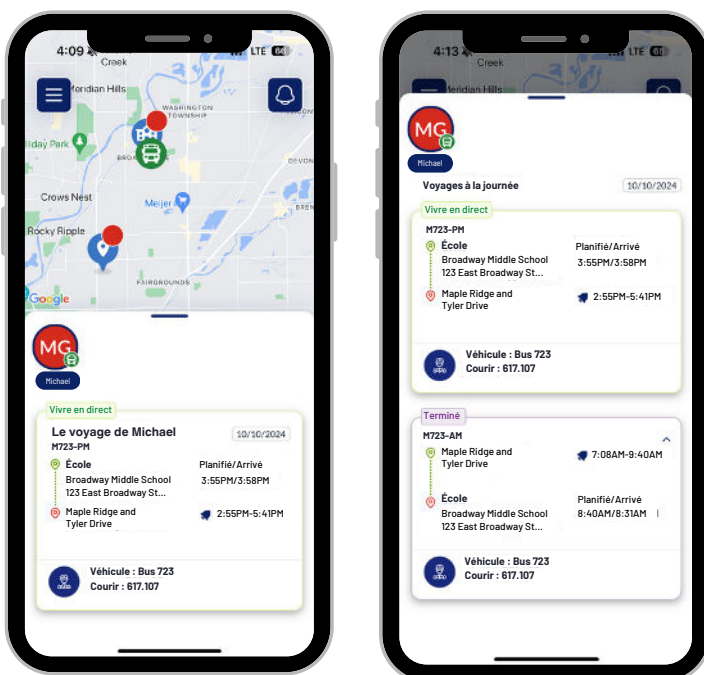 4:09
LTE
66
Creek
Meridian Hills
WASHINGTON
TOWNSHIP
Crows Nest
Meijer
Rocky Ripple
FAIRGROUNDS
Google
MG
Michael
Vivre en direct
Le voyage de Michael
10/10/2024
M723-PM
École
Planifié/Arrivé
Broadway Middle School
3:55PM/3:58PM
123 East Broadway St...
Maple Ridge and
2:55PM-5:41PM
Tyler Drive
Véhicule : Bus 723
Courir : 617.107
4:13
LTE
Creek
Meridian Hills
MG
Michael
Voyages à la journée
10/10/2024
Vivre en direct
M723-PM
École
Planifié/Arrivé
Broadway Middle School
3:55PM/3:58PM
123 East Broadway St...
Maple Ridge and
2:55PM-5:41PM
Tyler Drive
Véhicule : Bus 723
Courir : 617.107
Terminé
M723-AM
Maple Ridge and
7:08AM-9:40AM
Tyler Drive
École
Planifié/Arrivé
Broadway Middle School
8:40AM/8:31AM
123 East Broadway St...
Véhicule : Bus 723
Courir : 617.107